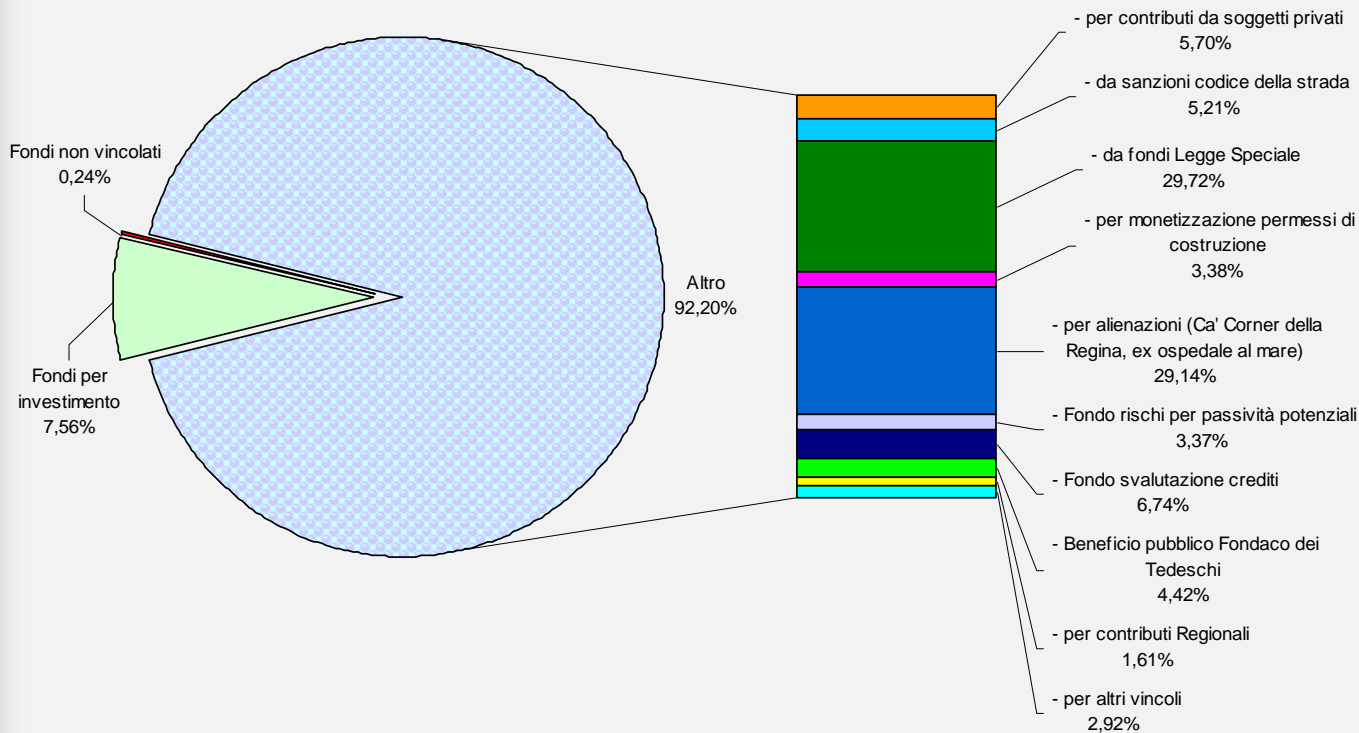 Fondi non vincolati
0,24%
Fondi per
investimento
7,56%
Altro
92,20%
- per contributi da soggetti privati
5,70%
- da sanzioni codice della strada
5,21%
- da fondi Legge Speciale
29,72%
- per monetizzazione permessi di
costruzione
3,38%
- per alienazioni (Ca' Corner della
Regina, ex ospedale al mare)
29,14%
- Fondo rischi per passività potenziali
3,37%
- Fondo svalutazione crediti
6,74%
- Beneficio pubblico Fondaco dei
Tedeschi
4,42%
- per contributi Regionali
1,61%
- per altri vincoli
2,92%